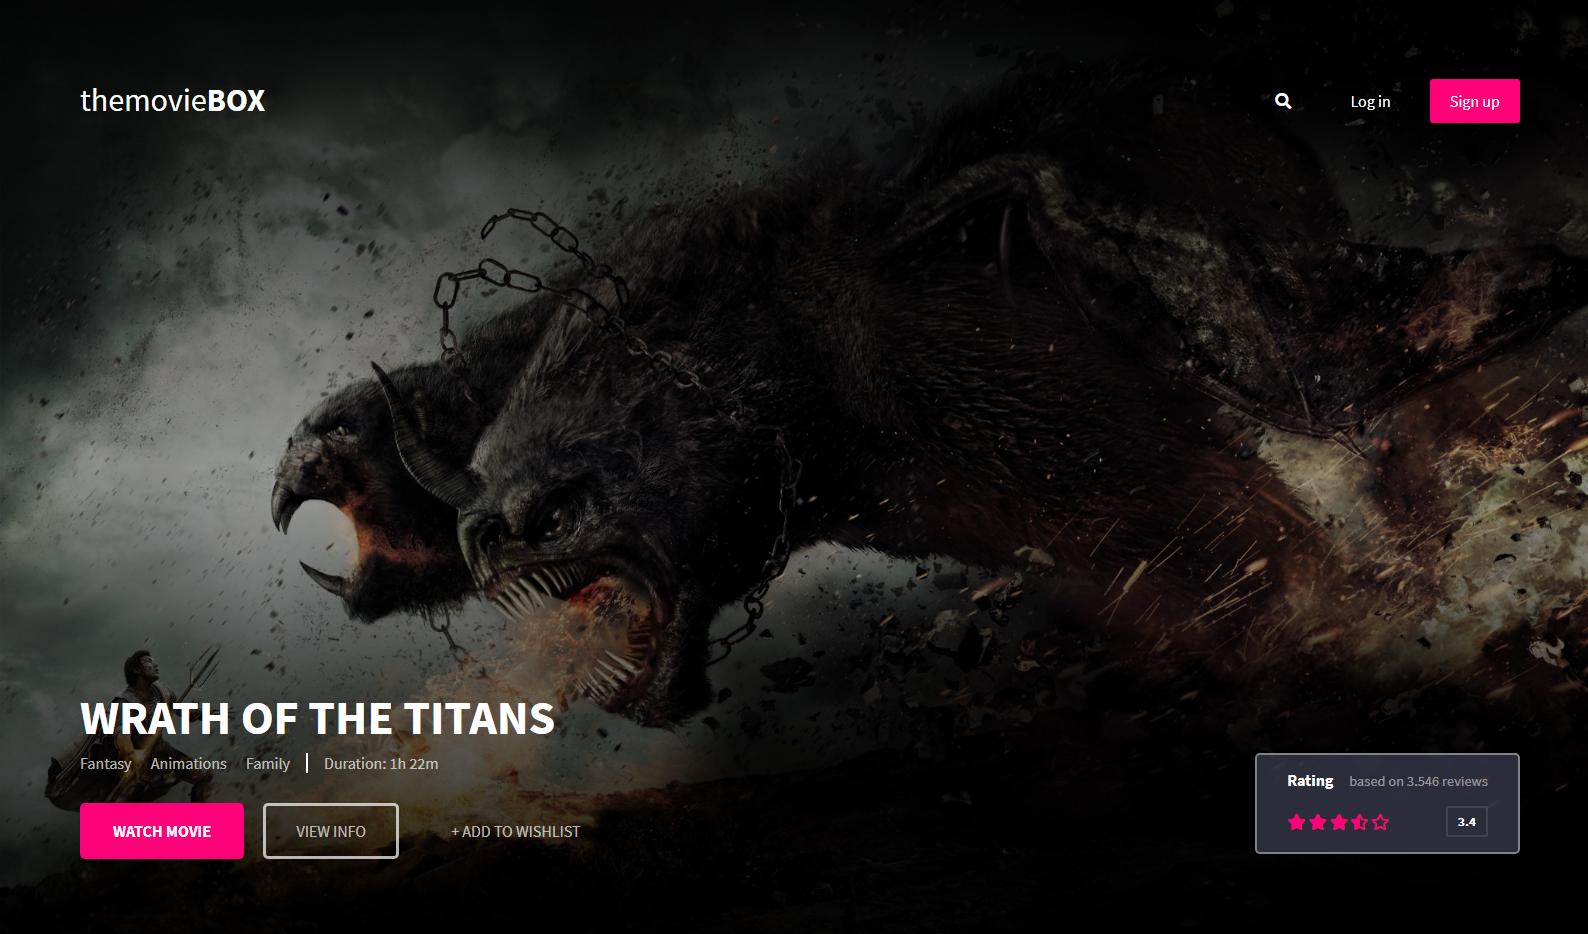 themovieBOX
Log in
Sign up
WRATH OF THE TITANS
Fantasy Animations Family | Duration: 1h 22m
WATCH MOVIE
VIEW INFO
+ ADD TO WISHLIST
Rating based on 3.546 reviews
3.4